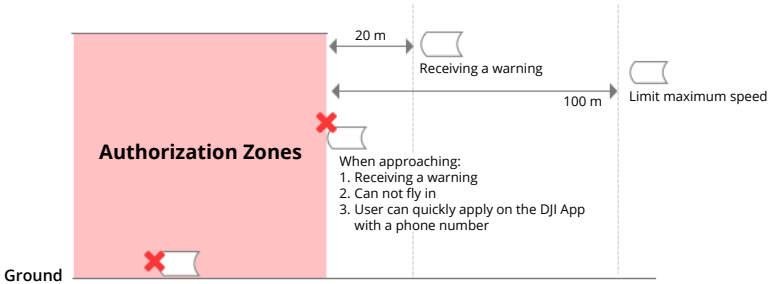 20 m
Receiving a warning
100 m
Limit maximum speed
Authorization Zones
When approaching:
1. Receiving a warning
2. Can not fly in
3. User can quickly apply on the DJI App
with a phone number
Ground